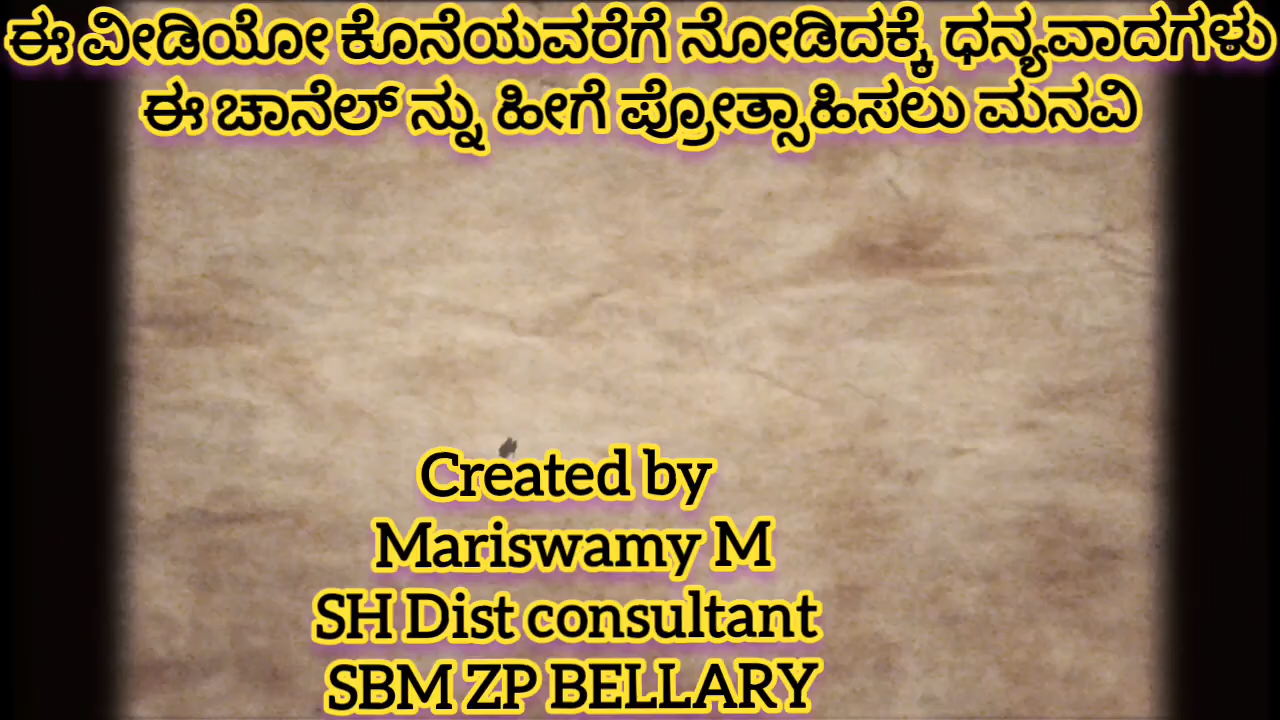 ಈ ವೀಡಿಯೋ ಕೊನೆಯವರೆಗೆ ನೋಡಿದಕ್ಕೆ ಧನ್ಯವಾದಗಳು
ಈ ಚಾನೆಲ್ ನ್ನು ಹೀಗೆ ಪ್ರೋತ್ಸಾಹಿಸಲು ಮನವಿ
Created by
Mariswamy M
SH Dist consultant
SBM ZP BELLARY